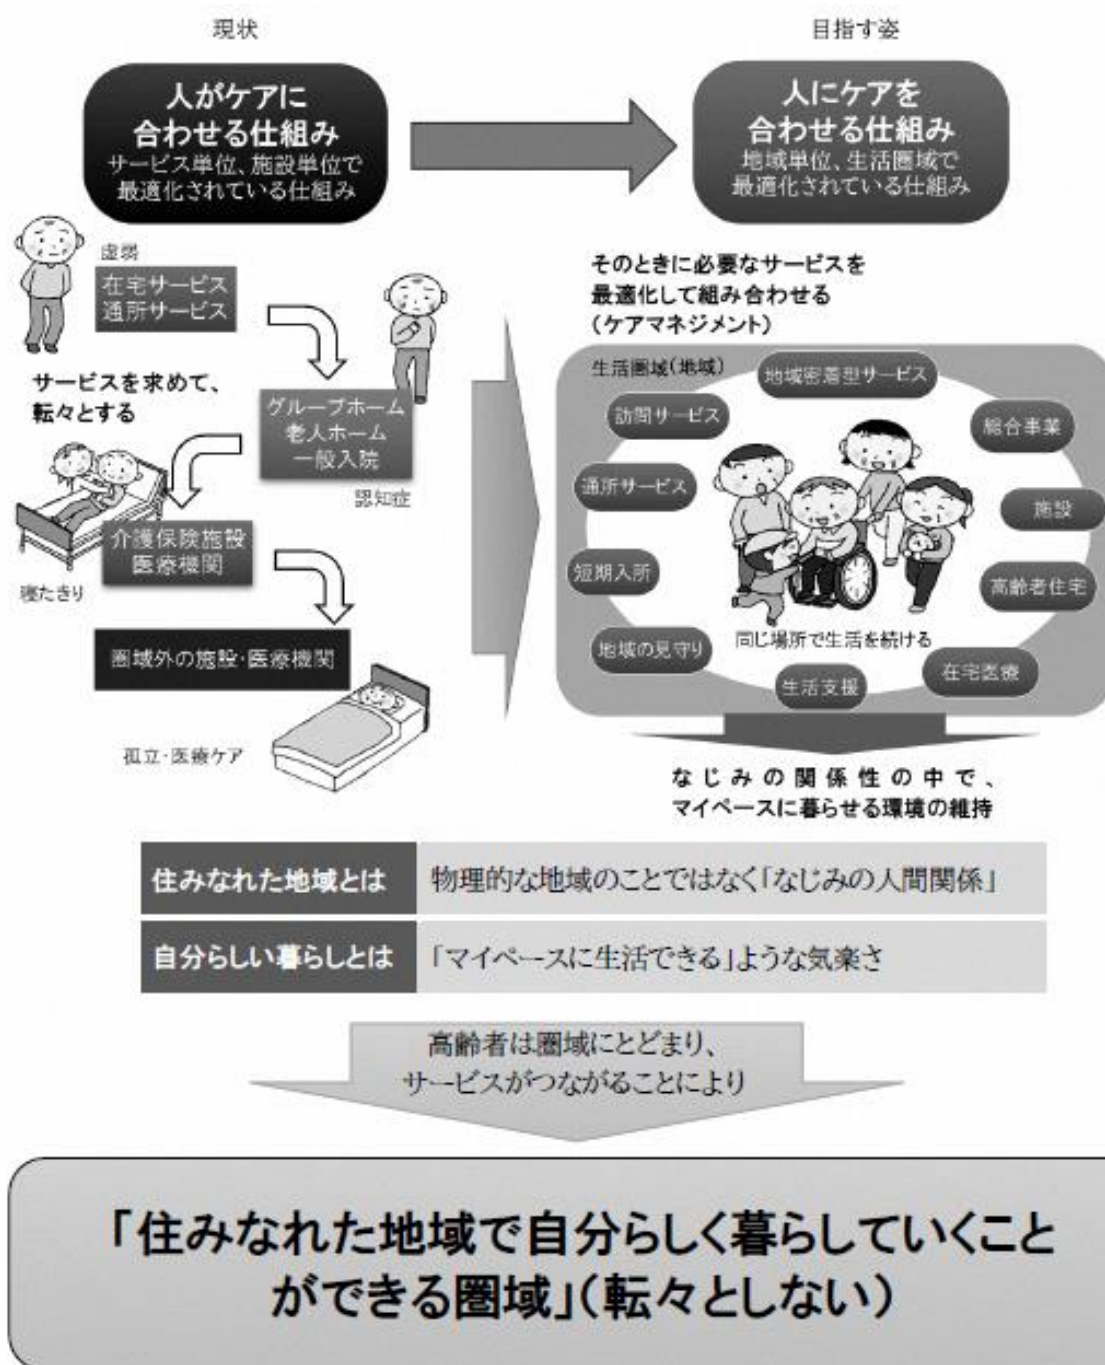 現状
目指す姿
人がケアに
合わせる仕組み
サービス単位、施設単位で
最適化されている仕組み
人にケアを
合わせる仕組み
地域単位、生活圏域で
最適化されている仕組み
虚弱
在宅サービス
通所サービス
サービスを求めて、
転々とする
グループホーム
老人ホーム
一般入院
認知症
介護保険施設
医療機関
寝たきり
圏域外の施設・医療機関
孤立・医療ケア
そのときに必要なサービスを
最適化して組み合わせる
(ケアマネジメント)
生活圏域(地域)
地域密着型サービス
訪問サービス
総合事業
通所サービス
施設
短期入所
高齢者住宅
地域の見守り
同じ場所で生活を続ける
在宅医療
生活支援
なじみの関係性の中で、
マイペースに暮らせる環境の維持
住みなれた地域とは
物理的な地域のことではなく「なじみの人間関係」
自分らしい暮らしとは
「マイペースに生活できる」ような気楽さ
高齢者は圏域にとどまり、
サービスがつながることにより
「住みなれた地域で自分らしく暮らしていくこと
ができる圏域」(転々としない)